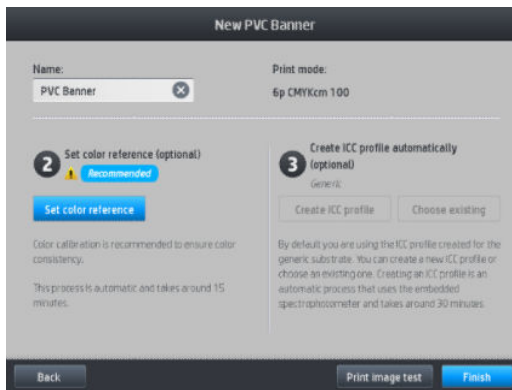 New PVC Banner
Name:
PVC Banner
Print mode:
6p CMYKcm 100
2
Set color reference (optional)
Recommended
Set color reference
Color calibration is recommended to ensure color
consistency.
This process is automatic and takes around 15
minutes.
3
Create ICC profile automatically
(optional)
Generic
Create ICC profile
Choose existing
By default you are using the ICC profile created for the
generic substrate. You can create a new ICC profile or
choose an existing one. Creating an ICC profile is an
automatic process that uses the embedded
spectrophotometer and takes around 30 minutes.
Back
Print image test
Finish